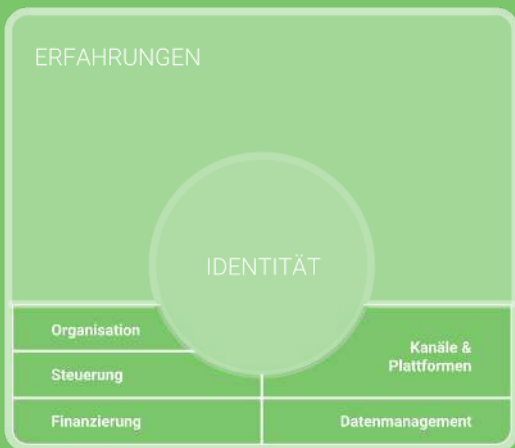 ERFAHRUNGEN
IDENTITÄT
Organisation
Steuerung
Finanzierung
Kanäle &
Plattformen
Datenmanagement